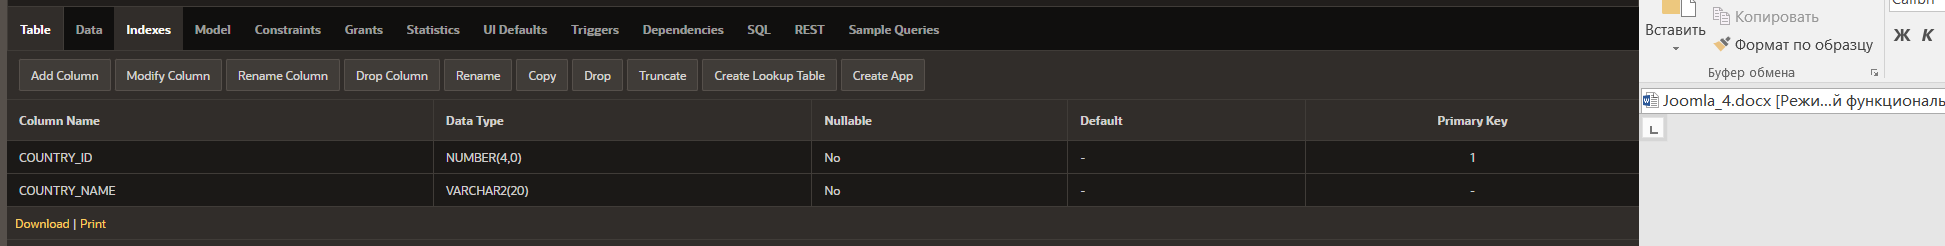 Table Data Indexes Model Constraints Grants Statistics UI Defaults Triggers Dependencies SQL REST Sample Queries
Add Column Modify Column Rename Column Drop Column Rename Copy Drop Truncate Create Lookup Table Create App
Column Name Data Type Nullable Default Primary Key
COUNTRY_ID NUMBER(4,0) No - 1
COUNTRY_NAME VARCHAR2(20) No - -
Download | Print
Вставить
Копировать
Формат по образцу
Буфер обмена
Ж К
Joomla_4.docx [Режи...й функциональ